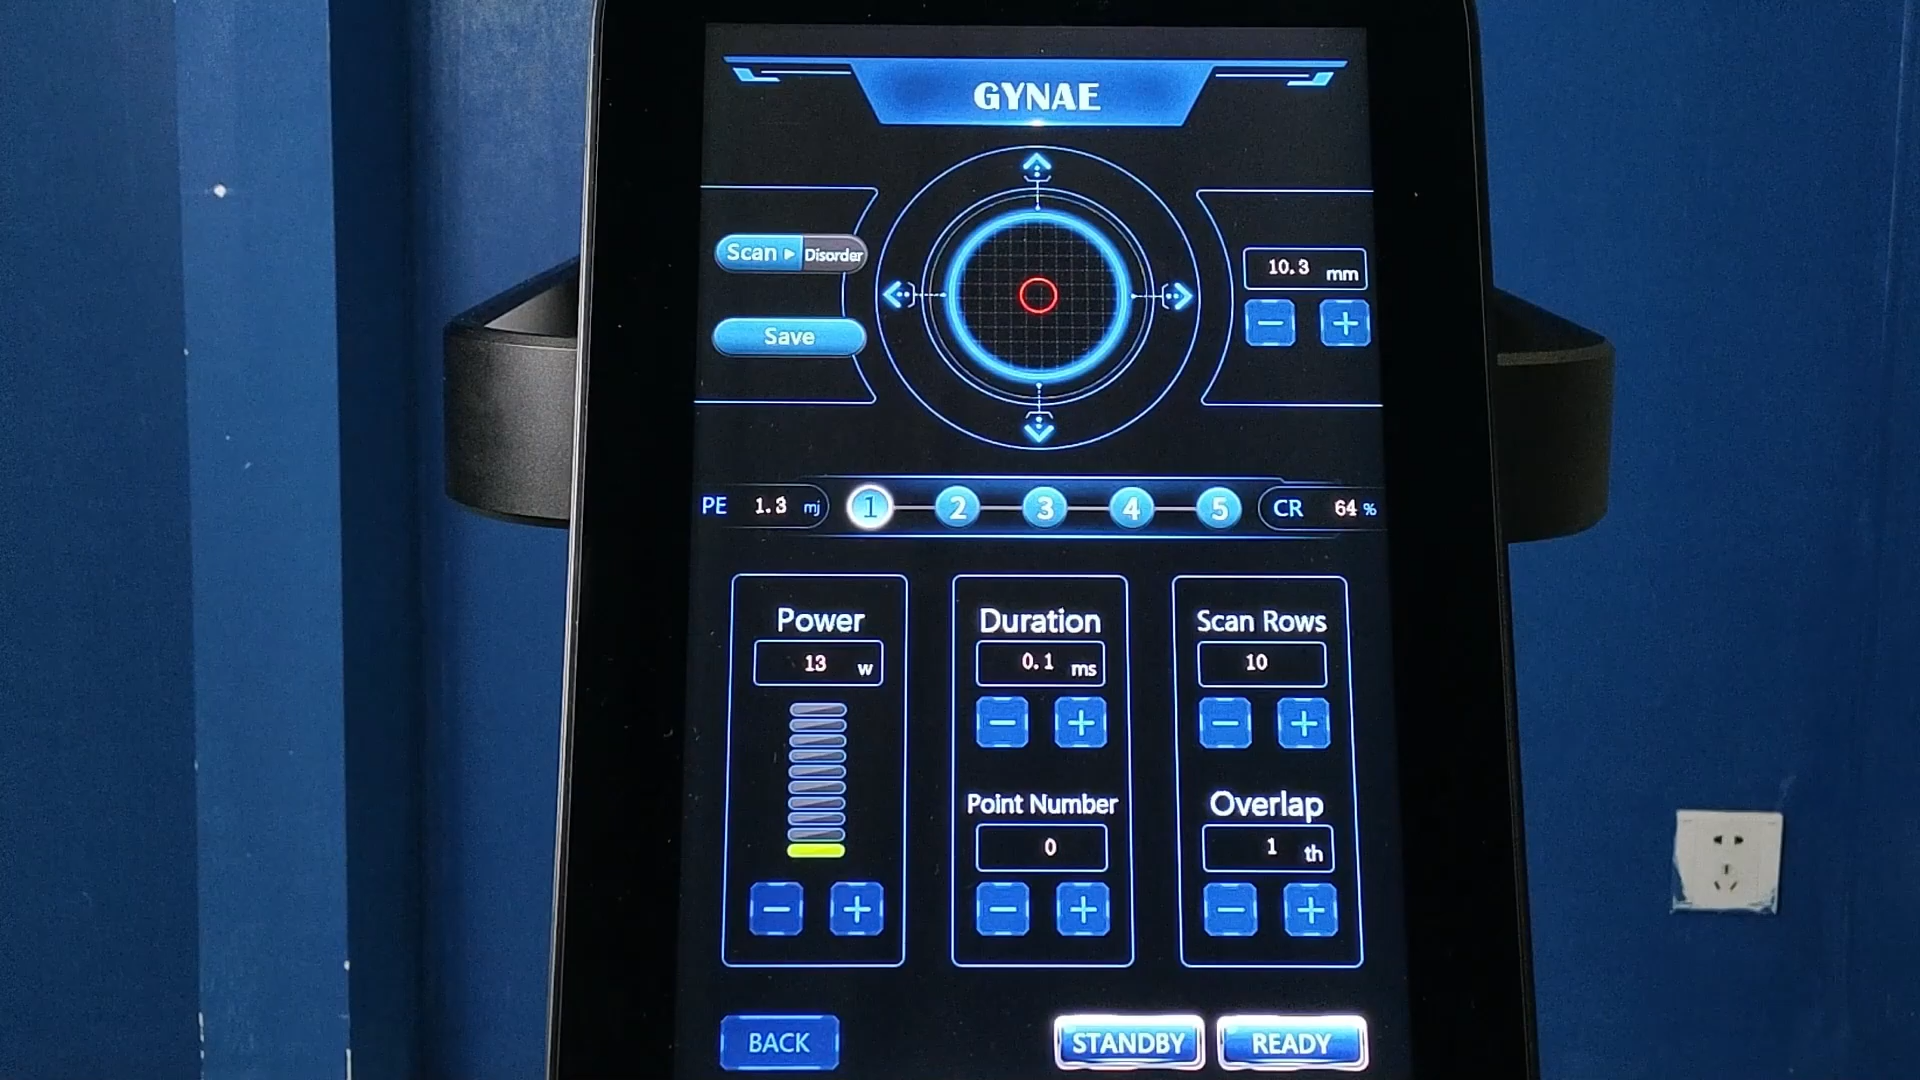 GYNAE
Scan Disorder
10.3 mm
Save
PE 1.3 mj 1 2 3 4 5 CR 64 %
Power Duration Scan Rows
13 w 0.1 ms 10
Point Number Overlap
0 1 th
BACK STANDBY READY